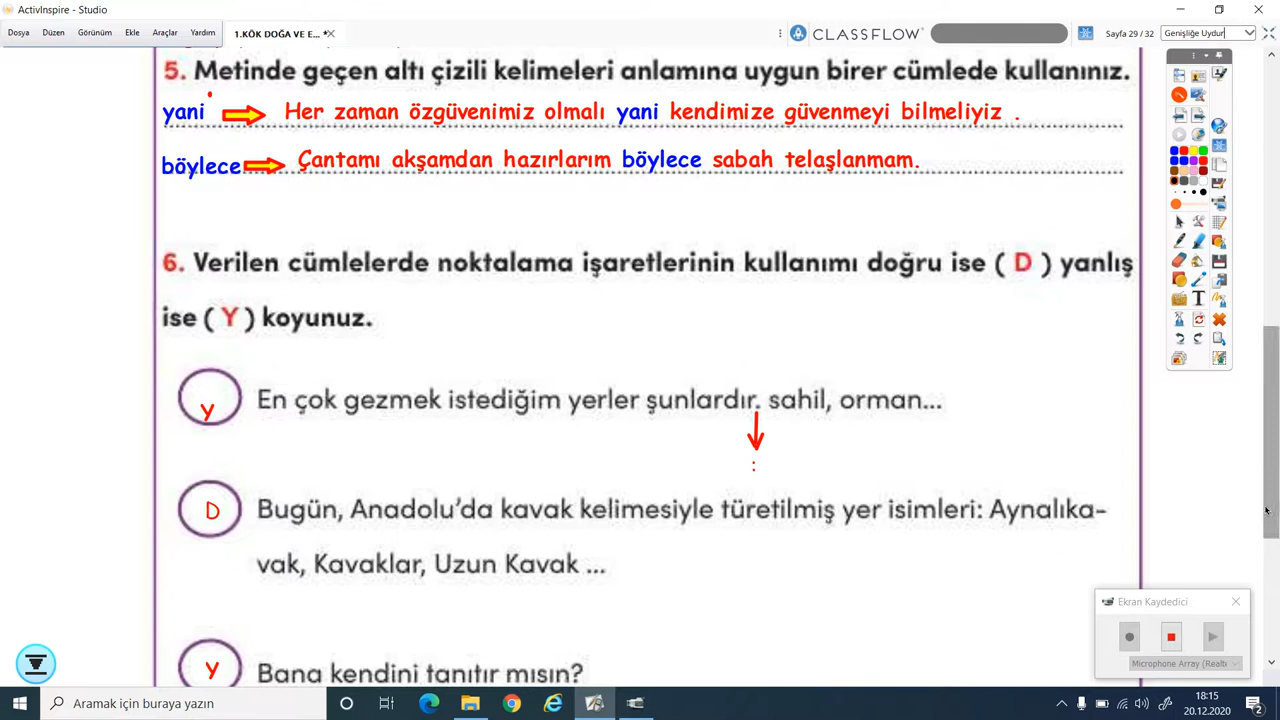 ActivInspire - Studio
Dosya Düzen Görünüm Ekle Araçlar Yardım 1.KÖK DOĞA VE E... * CLASSFLOW Sayfa 29 / 32 Genişliğe Uydur
5. Metinde geçen altı çizili kelimeleri anlamına uygun birer cümlede kullanınız.
yani Her zaman özgüvenimiz olmalı yani kendimize güvenmeyi bilmeliyiz .
böylece Çantamı akşamdan hazırlarım böylece sabah telaşlanmam.
6. Verilen cümlelerde noktalama işaretlerinin kullanımı doğru ise ( D ) yanlış
ise ( Y ) koyunuz.
Y En çok gezmek istediğim yerler şunlardır. sahil, orman...
:
D Bugün, Anadolu'da kavak kelimesiyle türetilmiş yer isimleri: Aynalıka-
vak, Kavaklar, Uzun Kavak ...
Y Bana kendini tanıtır mısın?
Ekran Kaydedici
Microphone Array (Realte
Aramak için buraya yazın
18:15
20.12.2020
2